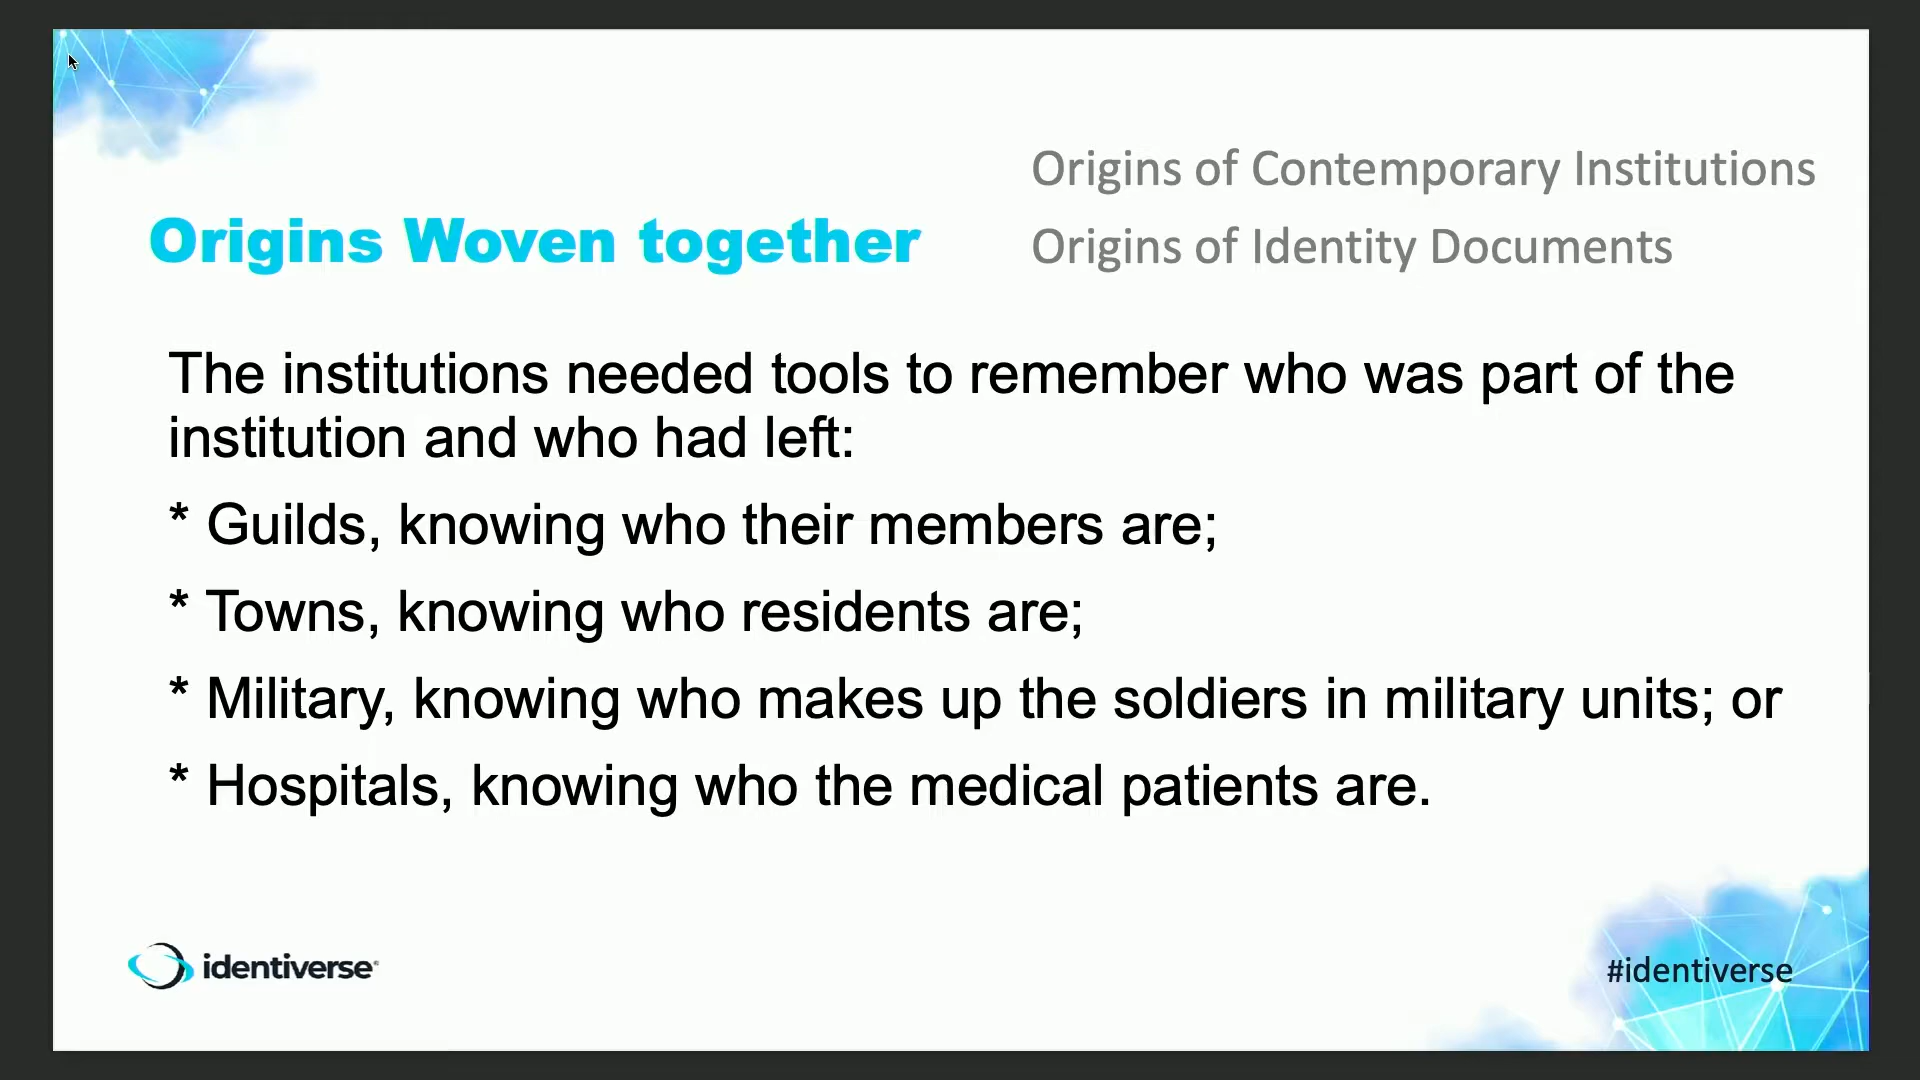 Origins of Contemporary Institutions
Origins Woven together
Origins of Identity Documents
The institutions needed tools to remember who was part of the
institution and who had left:
* Guilds, knowing who their members are;
* Towns, knowing who residents are;
* Military, knowing who makes up the soldiers in military units; or
* Hospitals, knowing who the medical patients are.
identiverse
#identiverse